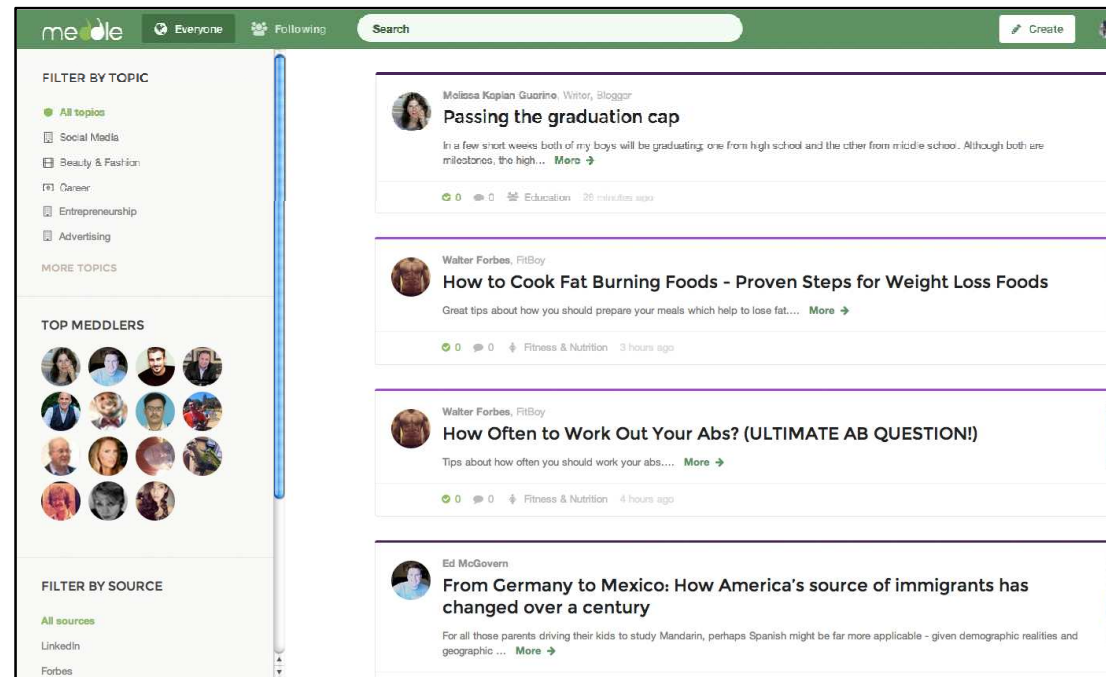 meddle
Everyone
Following
Search
Create
FILTER BY TOPIC
All topics
Social Media
Beauty & Fashion
Career
Entrepreneurship
Advertising
MORE TOPICS
TOP MEDDLERS
FILTER BY SOURCE
All sources
LinkedIn
Forbes
Melissa Kaplan Guarino, Writer, Blogger
Passing the graduation cap
In a few short weeks both of my boys will be graduating; one from high school and the other from middle school. Although both are
milestones, the high... More →
0 0 Education 26 minutes ago
Walter Forbes, FitBoy
How to Cook Fat Burning Foods - Proven Steps for Weight Loss Foods
Great tips about how you should prepare your meals which help to lose fat.... More →
0 0 Fitness & Nutrition 3 hours ago
Walter Forbes, FitBoy
How Often to Work Out Your Abs? (ULTIMATE AB QUESTION!)
Tips about how often you should work your abs.... More →
0 0 Fitness & Nutrition 4 hours ago
Ed McGovern
From Germany to Mexico: How America's source of immigrants has
changed over a century
For all those parents driving their kids to study Mandarin, perhaps Spanish might be far more applicable - given demographic realities and
geographic ... More →